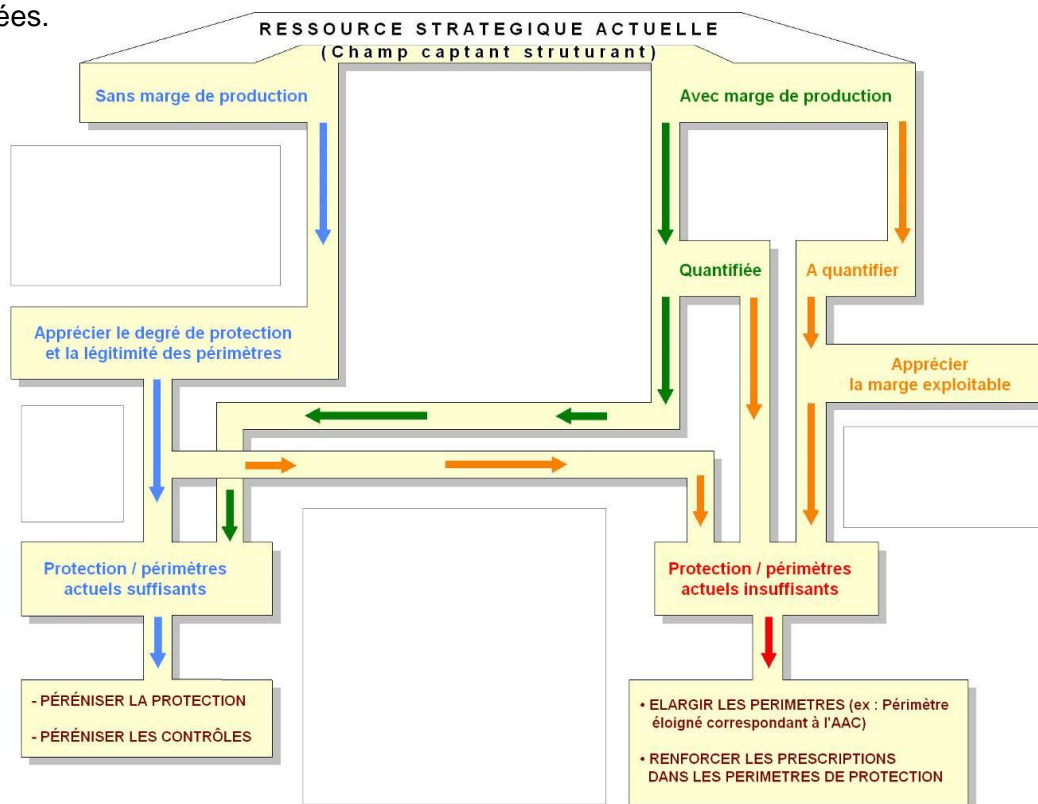 ées.
RESSOURCE STRATEGIQUE ACTUELLE
(Champ captant struturant)
Sans marge de production
Avec marge de production
Quantifiée
A quantifier
Apprécier le degré de protection
et la légitimité des périmètres
Apprécier
la marge exploitable
Protection / périmètres
actuels suffisants
Protection / périmètres
actuels insuffisants
- PÉRÉNISER LA PROTECTION
- PÉRÉNISER LES CONTRÔLES
• ELARGIR LES PERIMETRES (ex : Périmètre
éloigné correspondant à l'AAC)
• RENFORCER LES PRESCRIPTIONS
DANS LES PERIMETRES DE PROTECTION